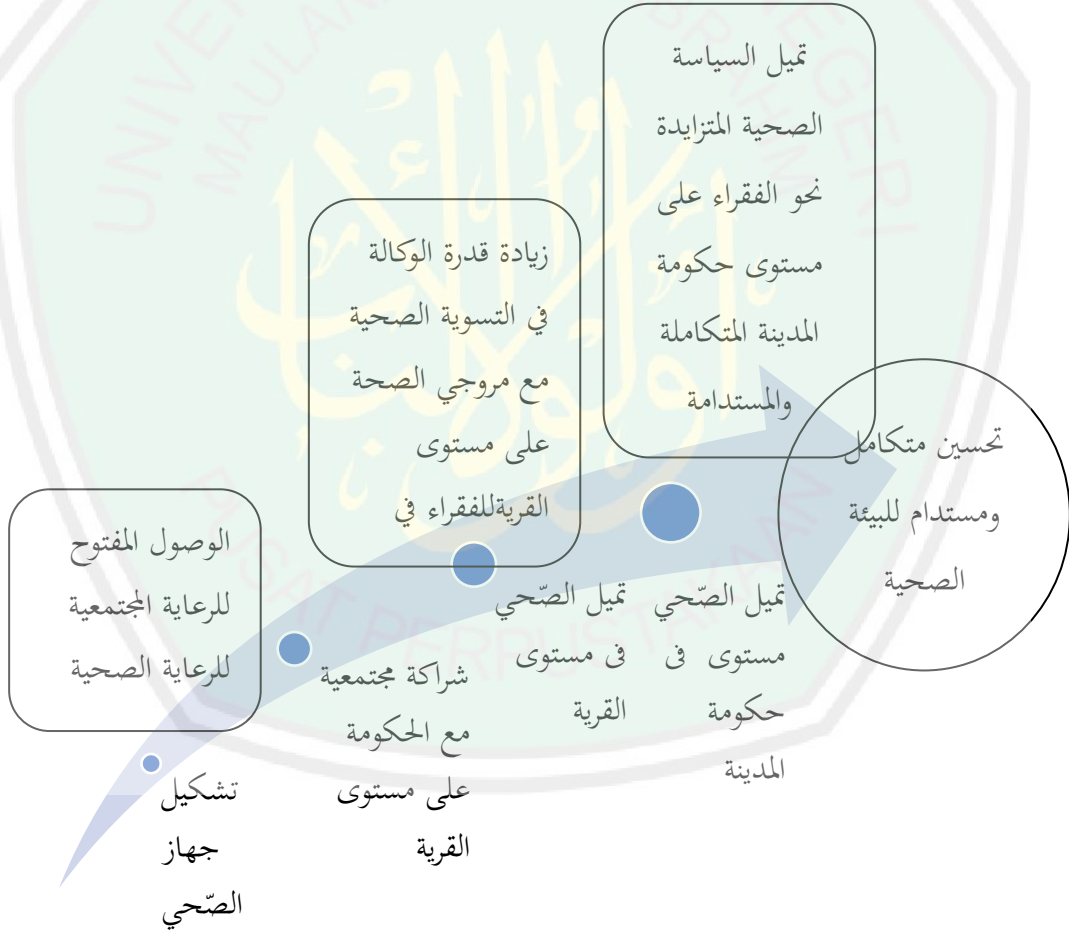 تميل السياسة
الصحية المتزايدة
نحو الفقراء على
مستوى حكومة
المدينة المتكاملة
والمستدامة
زيادة قدرة الوكالة
في التسوية الصحية
مع مروجي الصحة
على مستوى
القريةللفقراء في
تحسين متكامل
ومستدام للبيئة
الصحية
الوصول المفتوح
للرعاية المجتمعية
للرعاية الصحية
تميل الصّحي
مستوى فى
حكومة
المدينة
تميل الصّحي
فى مستوى
القرية
شراكة مجتمعية
مع الحكومة
على مستوى
القرية
تشكيل
جهاز
الصّحي
PUSAT PERPUSTAKAAN